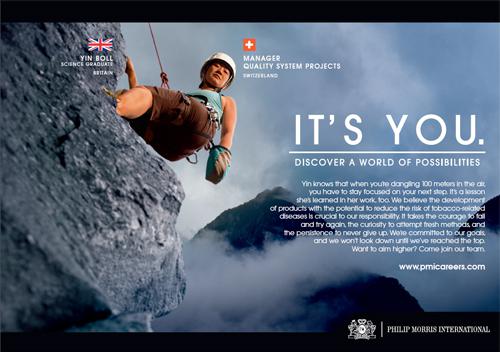 YIN BOLL
SCIENCE GRADUATE
BRITAIN
MANAGER
QUALITY SYSTEM PROJECTS
SWITZERLAND
IT'S YOU.
DISCOVER A WORLD OF POSSIBILITIES
Yin knows that when you're dangling 100 meters in the air,
you have to stay focused on your next step. It's a lesson
she's learned in her work, too. We believe the development
of products with the potential to reduce the risk of tobacco-related
diseases is crucial to our responsibility. It takes the courage to fail
and try again, the curiosity to attempt fresh methods, and
the persistence to never give up. We're committed to our goals,
and we won't look down until we've reached the top.
Want to aim higher? Come join our team.
www.pmicareers.com
PHILIP MORRIS INTERNATIONAL